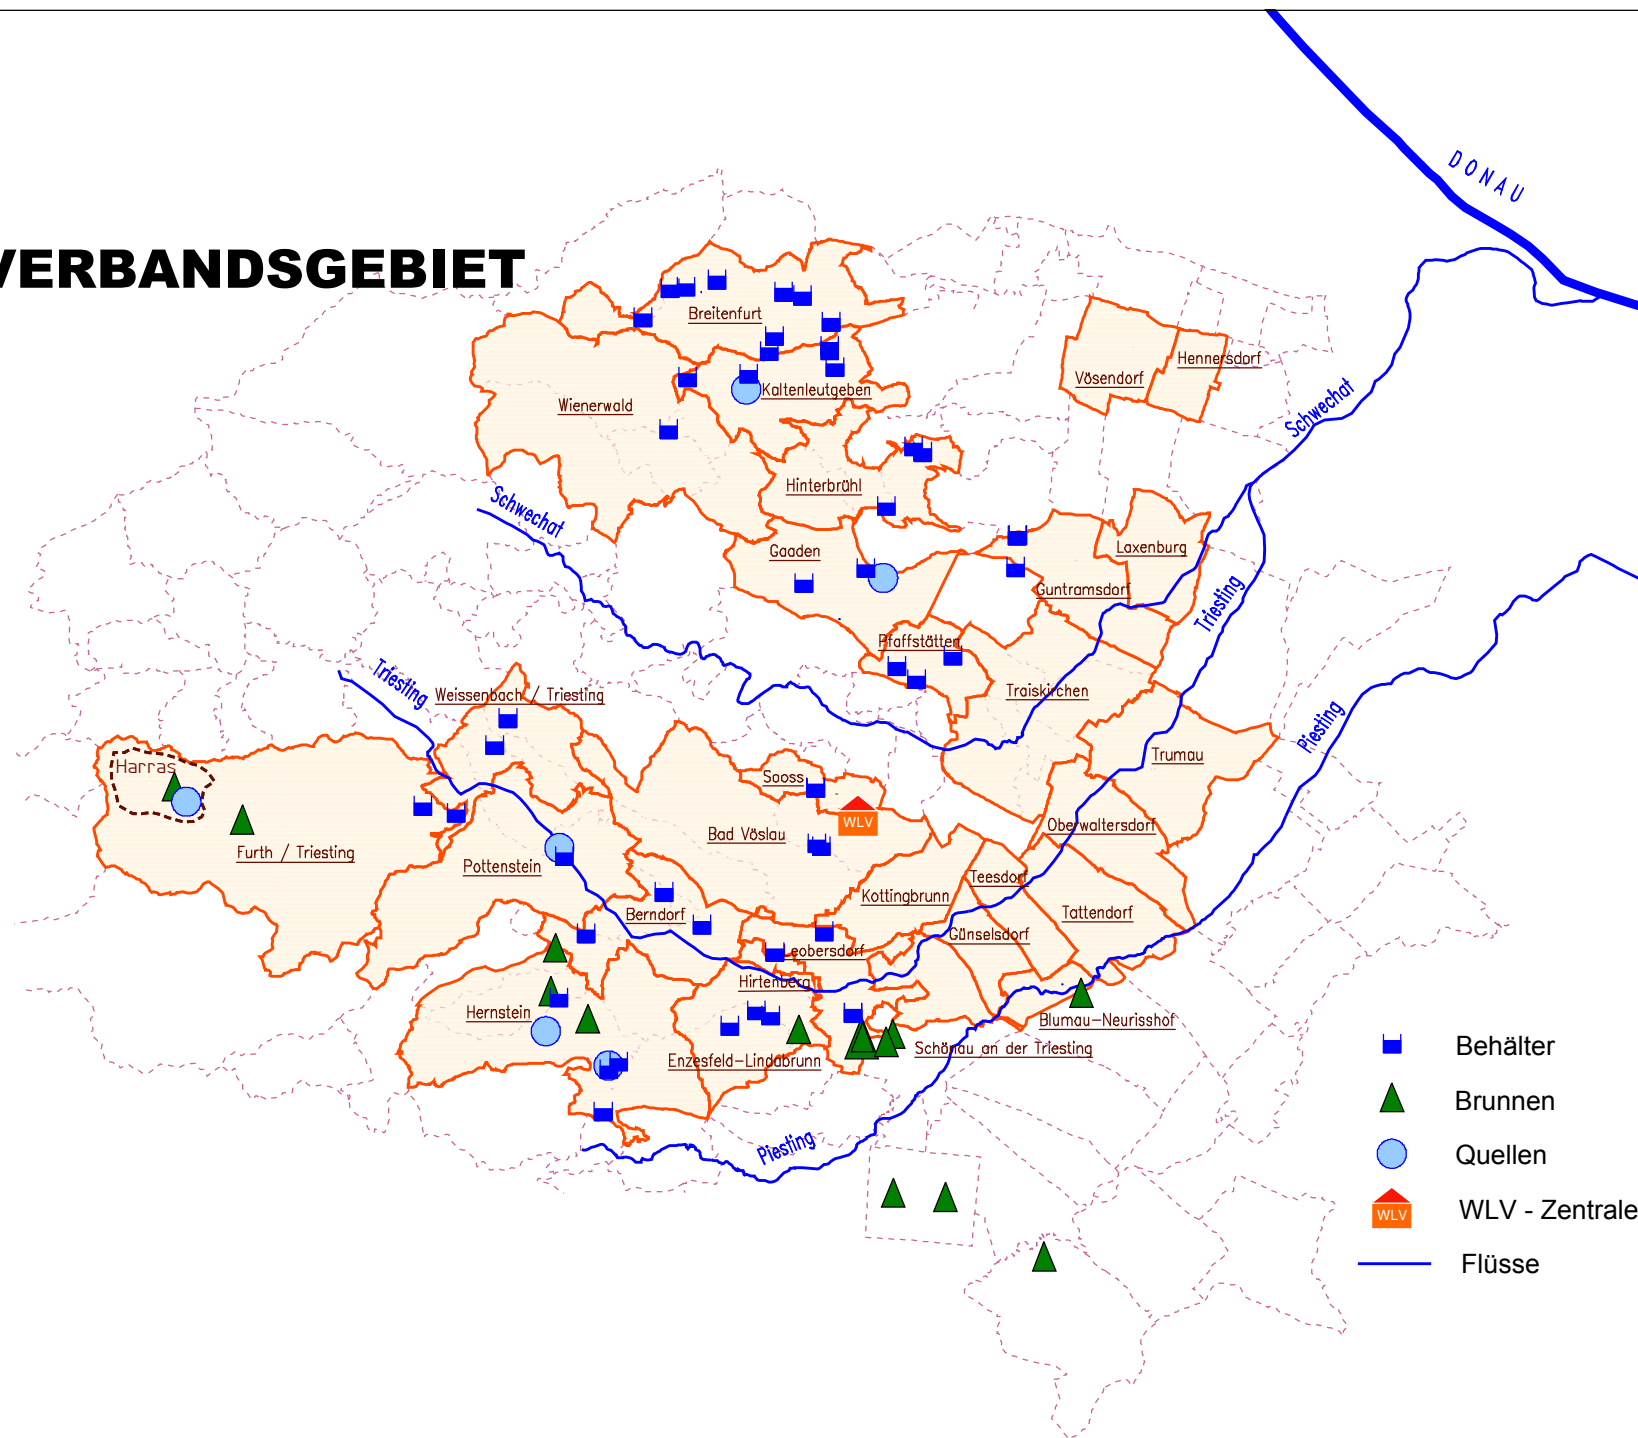 DONAU
VERBANDSGEBIET
Breitenfurt
Hennersdorf
Vösendorf
Kaltenleutgeben
Wienerwald
Schwechat
Hinterbrühl
Schwechat
Gaaden
Laxenburg
Guntramsdorf
Triesting
Pfaffstätten
Triesting
Weissenbach / Triesting
Traiskirchen
Piesting
Trumau
Harras
Sooss
WLV
Oberwaltersdorf
Bad Vöslau
Furth / Triesting
Pottenstein
Teesdorf
Kottingbrunn
Tattendorf
Berndorf
Günselsdorf
eobersdorf
Hirtenberg
Hernstein
Blumau-Neurisshof
Schönau an der Triesting
Enzesfeld-Lindabrunn
Piesting
Behälter
Brunnen
Quellen
WLV
WLV - Zentrale
Flüsse